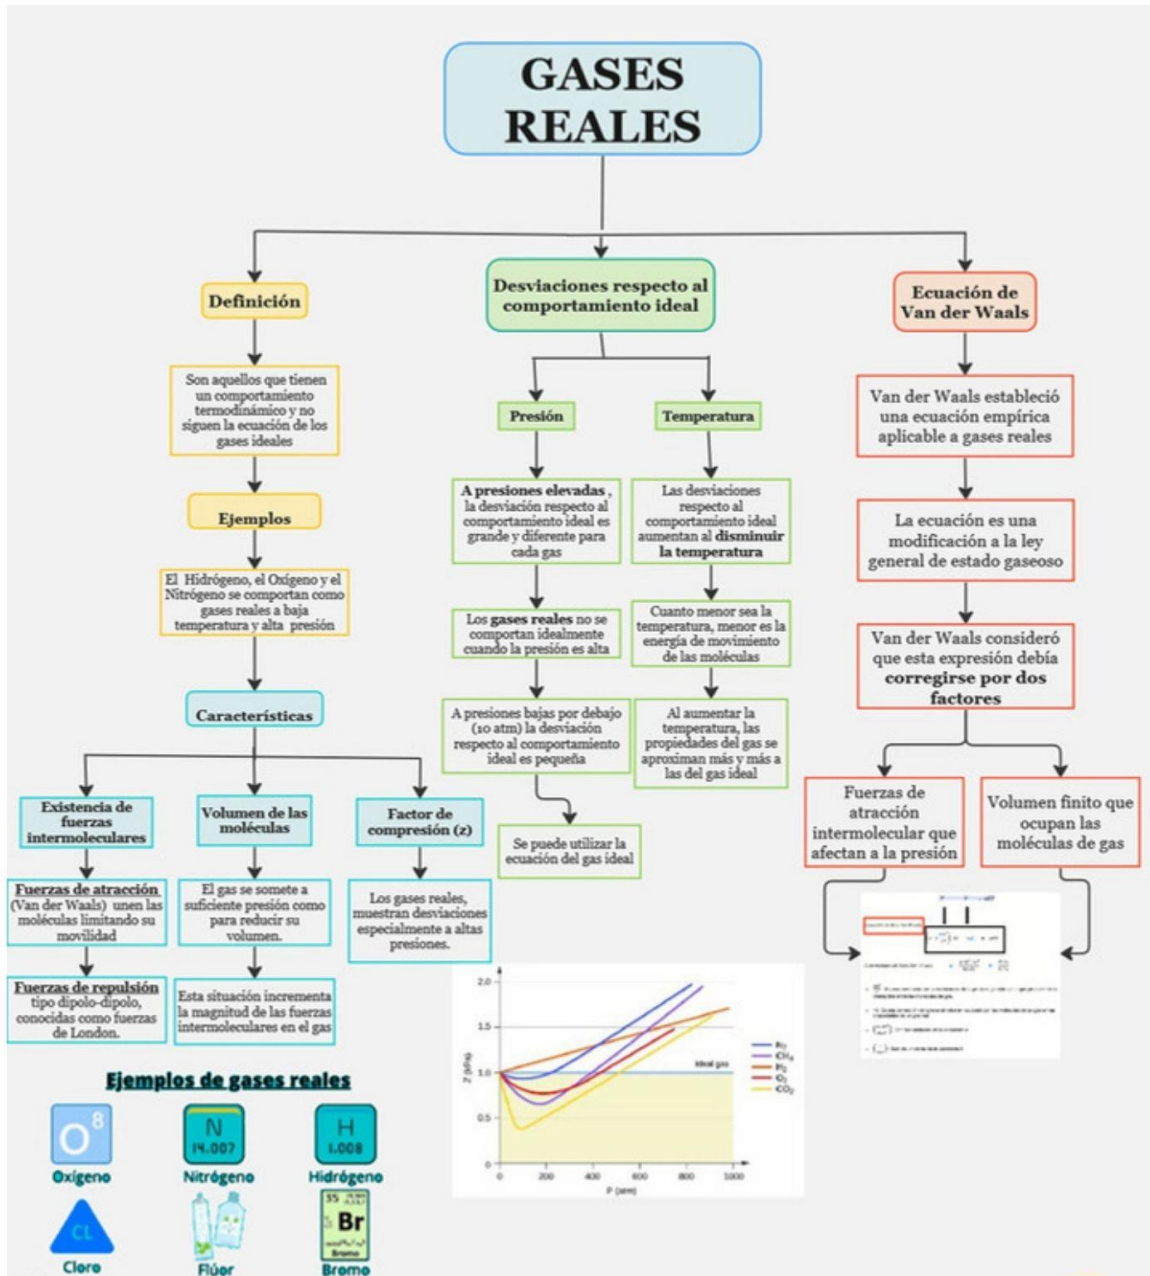 GASES
REALES
Definición
Son aquellos que tienen
un comportamiento
termodinámico y no
siguen la ecuación de los
gases ideales
Ejemplos
El Hidrógeno, el Oxígeno y el
Nitrógeno se comportan como
gases reales a baja
temperatura y alta presión
Características
Existencia de
fuerzas
intermoleculares
Fuerzas de atracción
(Van der Waals) unen las
moléculas limitando su
movilidad
Fuerzas de repulsión
tipo dipolo-dipolo,
conocidas como fuerzas
de London.
Volumen de las
moléculas
El gas se somete a
suficiente presión como
para reducir su
volumen.
Esta situación incrementa
la magnitud de las fuerzas
intermoleculares en el gas
Factor de
compresión (z)
Los gases reales,
muestran desviaciones
especialmente a altas
presiones.
Desviaciones respecto al
comportamiento ideal
Presión
A presiones elevadas ,
la desviación respecto al
comportamiento ideal es
grande y diferente para
cada gas
Los gases reales no se
comportan idealmente
cuando la presión es alta
A presiones bajas por debajo
(10 atm) la desviación
respecto al comportamiento
ideal es pequeña
Se puede utilizar la
ecuación del gas ideal
Temperatura
Las desviaciones
respecto al
comportamiento ideal
aumentan al disminuir
la temperatura
Cuanto menor sea la
temperatura, menor es la
energía de movimiento
de las moléculas
Al aumentar la
temperatura, las
propiedades del gas se
aproximan más y más a
las del gas ideal
Ecuación de
Van der Waals
Van der Waals estableció
una ecuación empírica
aplicable a gases reales
La ecuación es una
modificación a la ley
general de estado gaseoso
Van der Waals consideró
que esta expresión debía
corregirse por dos
factores
Fuerzas de
atracción
intermolecular que
afectan a la presión
Volumen finito que
ocupan las
moléculas de gas
2.0
1.5
1.0
0.5
0
Z (kPa)
0 200 400 600 800 1000
P (atm)
Ideal gas
N₂
CH₄
H₂
O₂
CO₂
Ejemplos de gases reales
O 8
Oxígeno
N
14.007
Nitrógeno
H
1.008
Hidrógeno
CL
Cloro
Flúor
35
Br
Bromo
Bromo